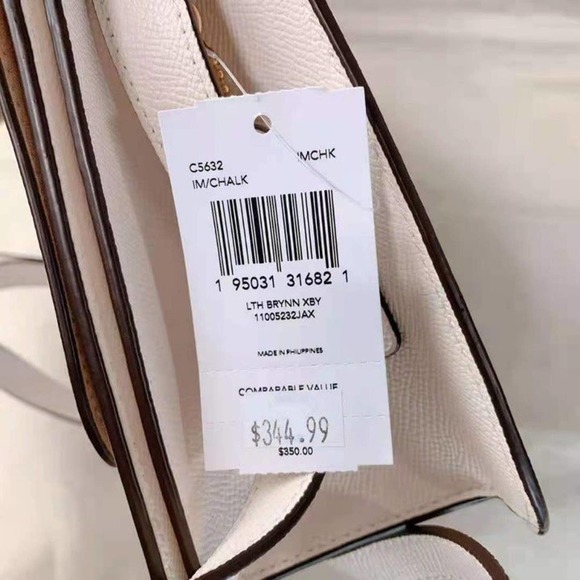 C5632 IMCHK
IM/CHALK
1 95031 31682 1
LTH BRYNN XBY
11005232JAX
MADE IN PHILIPPINES
COMPARABLE VALUE
$344.99
$350.00